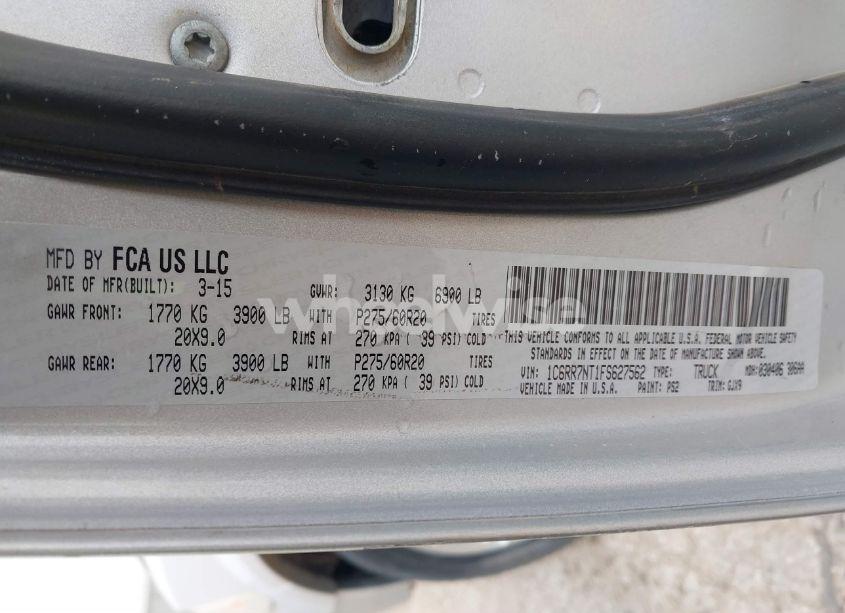 MFD BY FCA US LLC
DATE OF MFR(BUILT): 3-15 GVWR: 3130 KG 6900 LB
GAWR FRONT: 1770 KG 3900 LB WITH P275/60R20 TIRES
20X9.0 RIMS AT 270 KPA ( 39 PSI) COLD
GAWR REAR: 1770 KG 3900 LB WITH P275/60R20 TIRES
20X9.0 RIMS AT 270 KPA ( 39 PSI) COLD
THIS VEHICLE CONFORMS TO ALL APPLICABLE U.S.A. FEDERAL MOTOR VEHICLE SAFETY
STANDARDS IN EFFECT ON THE DATE OF MANUFACTURE SHOWN ABOVE.
VIN: 1C6RR7NT1FS627562 TYPE: TRUCK MDH: 030406 306AA
VEHICLE MADE IN U.S.A. PAINT: PS2 TRIM: GJX9
wheelwise